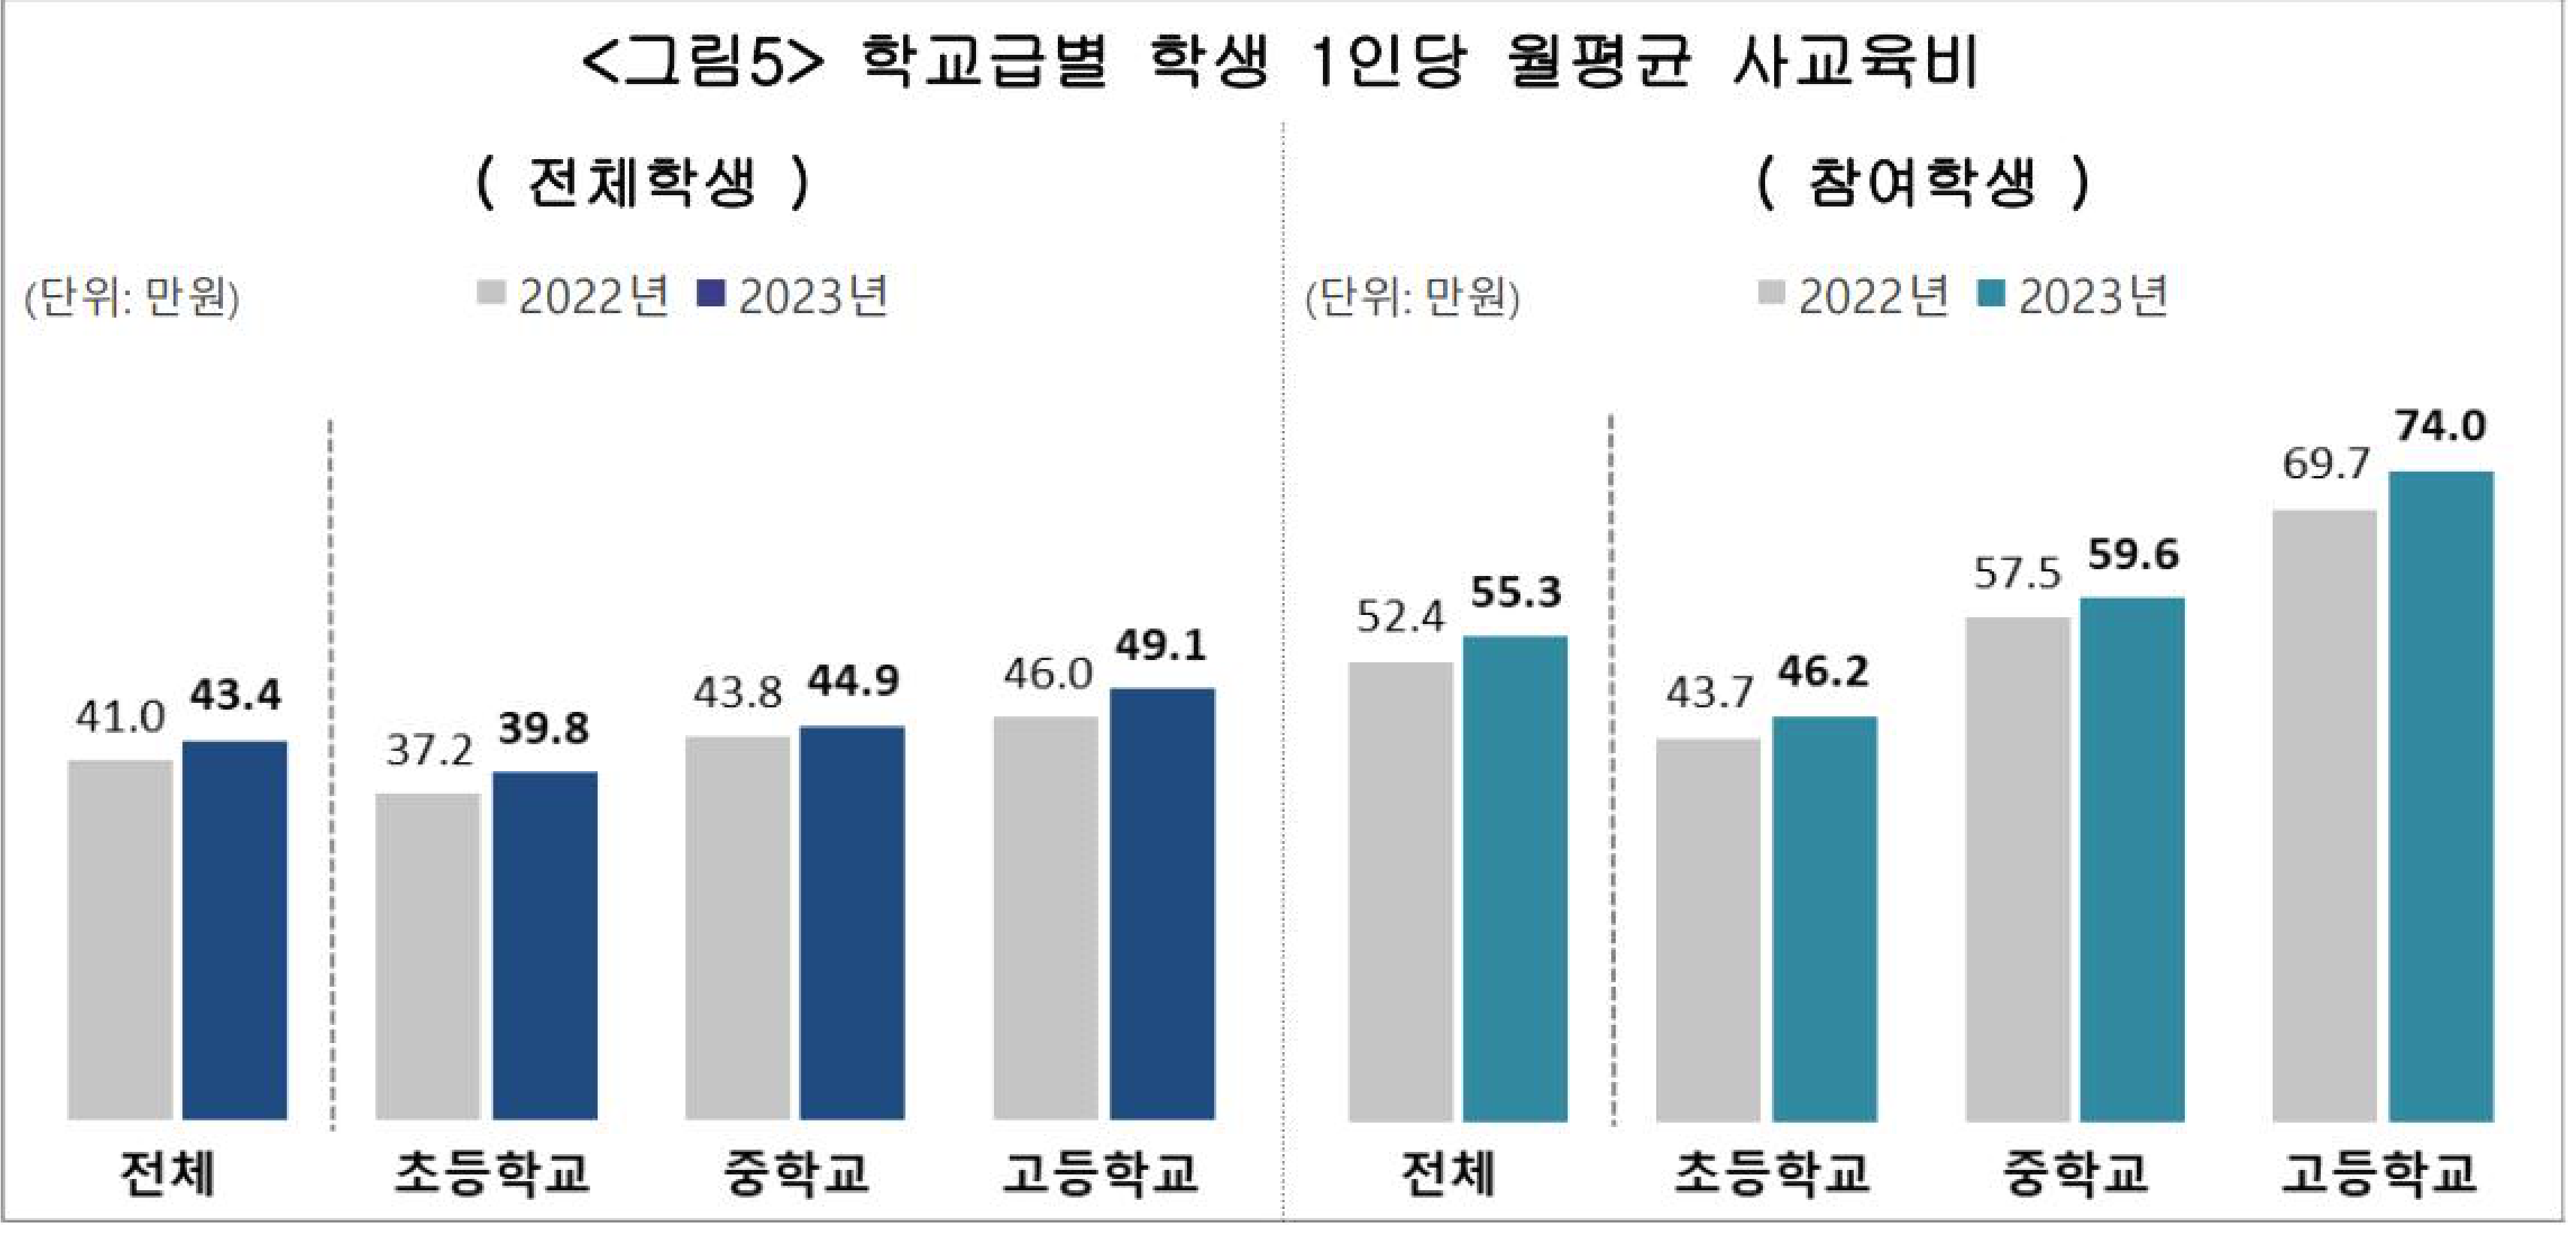 <그림5> 학교급별 학생 1인당 월평균 사교육비
( 전체학생 )
(단위: 만원)
2022년 2023년
41.0 43.4
37.2 39.8
43.8 44.9
46.0 49.1
전체 초등학교 중학교 고등학교
( 참여학생 )
(단위: 만원)
2022년 2023년
52.4 55.3
43.7 46.2
57.5 59.6
69.7 74.0
전체 초등학교 중학교 고등학교